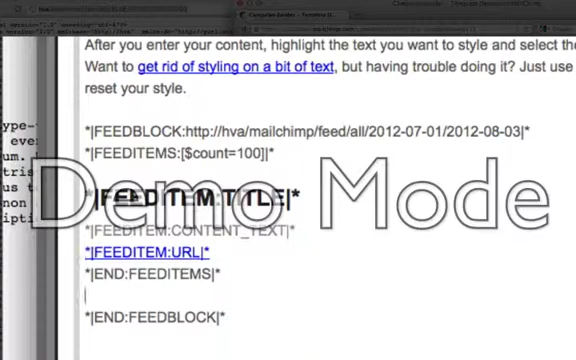 After you enter your content, highlight the text you want to style and select the
Want to get rid of styling on a bit of text, but having trouble doing it? Just use
reset your style.
*|FEEDBLOCK:http://hva/mailchimp/feed/all/2012-07-01/2012-08-03|*
*|FEEDITEMS:[$count=100]|*
*|FEEDITEM:TITLE|*
Demo Mode
*|FEEDITEM:CONTENT_TEXT|*
*|FEEDITEM:URL|*
*|END:FEEDITEMS|*
*|END:FEEDBLOCK|*